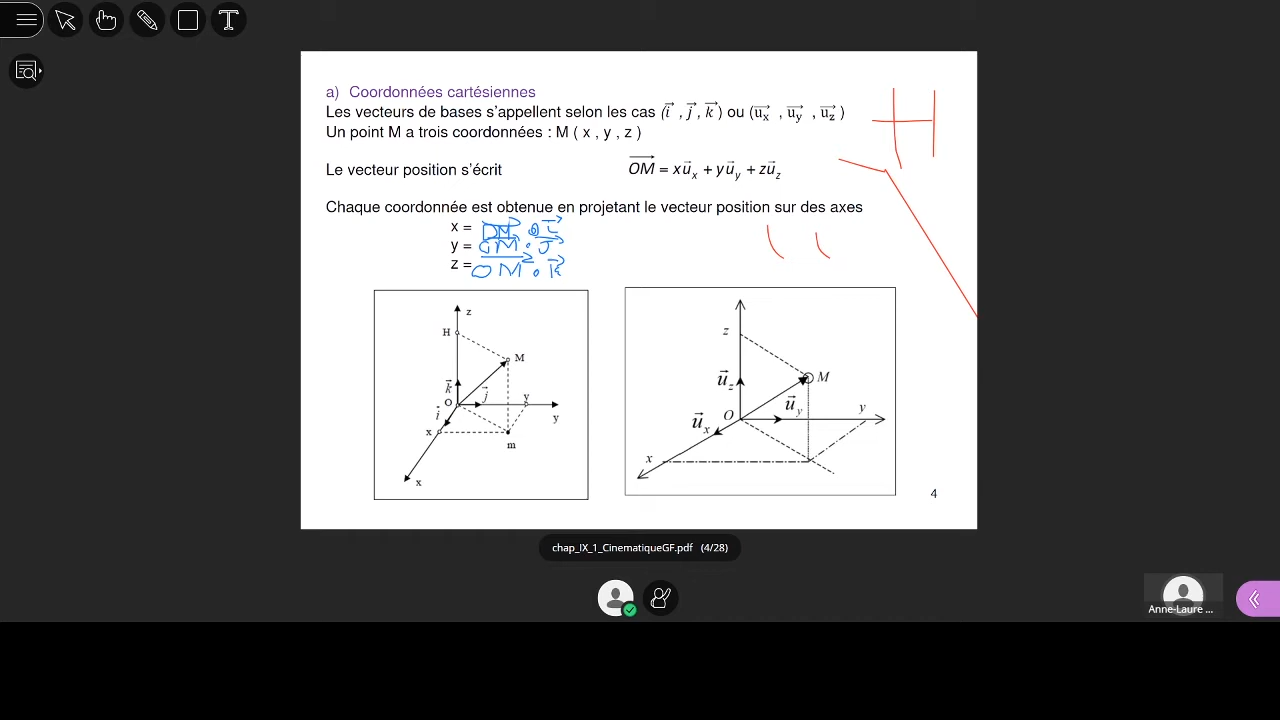 T
a) Coordonnées cartésiennes
Les vecteurs de bases s'appellent selon les cas (i⃗ , j⃗ , k⃗ ) ou (u⃗x , u⃗y , u⃗z )
Un point M a trois coordonnées : M ( x , y , z )
H
Le vecteur position s'écrit OM = xu⃗x + yu⃗y + zu⃗z
Chaque coordonnée est obtenue en projetant le vecteur position sur des axes
x = OM . i
y = OM . J
z = OM . k
z
H
M
k⃗
j⃗
O
y
i⃗
y
x
m
x
z
u⃗z
M
u⃗y
y
O
u⃗x
x
4
chap_IX_1_CinematiqueGF.pdf (4/28)
Anne-Laure ...